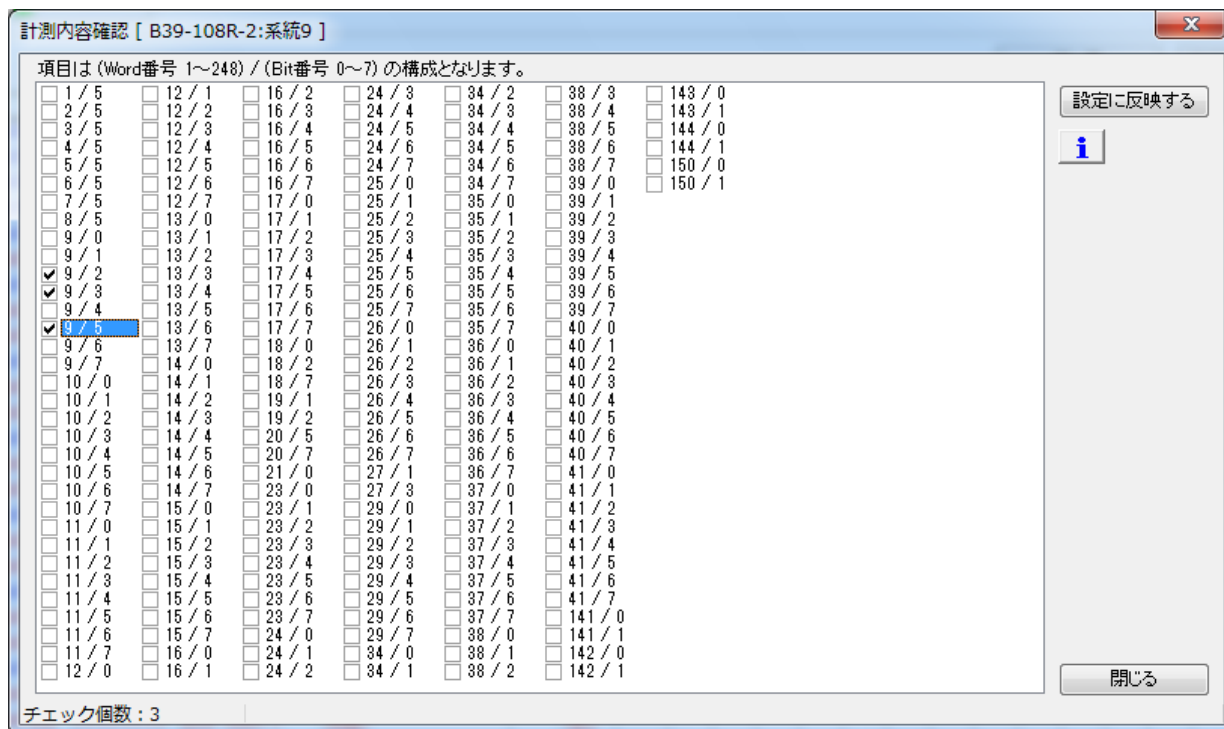 計測内容確認 [ B39-108R-2:系統9 ]
項目は (Word番号 1～248) / (Bit番号 0～7) の構成となります。
1 / 5
2 / 5
3 / 5
4 / 5
5 / 5
6 / 5
7 / 5
8 / 5
9 / 0
9 / 1
9 / 2
9 / 3
9 / 4
9 / 5
9 / 6
9 / 7
10 / 0
10 / 1
10 / 2
10 / 3
10 / 4
10 / 5
10 / 6
10 / 7
11 / 0
11 / 1
11 / 2
11 / 3
11 / 4
11 / 5
11 / 6
11 / 7
12 / 0
12 / 1
12 / 2
12 / 3
12 / 4
12 / 5
12 / 6
12 / 7
13 / 0
13 / 1
13 / 2
13 / 3
13 / 4
13 / 5
13 / 6
13 / 7
14 / 0
14 / 1
14 / 2
14 / 3
14 / 4
14 / 5
14 / 6
14 / 7
15 / 0
15 / 1
15 / 2
15 / 3
15 / 4
15 / 5
15 / 6
15 / 7
16 / 0
16 / 1
16 / 2
16 / 3
16 / 4
16 / 5
16 / 6
16 / 7
17 / 0
17 / 1
17 / 2
17 / 3
17 / 4
17 / 5
17 / 6
17 / 7
18 / 0
18 / 2
18 / 7
19 / 1
19 / 2
20 / 5
20 / 7
21 / 0
23 / 0
23 / 1
23 / 2
23 / 3
23 / 4
23 / 5
23 / 6
23 / 7
24 / 0
24 / 1
24 / 2
24 / 3
24 / 4
24 / 5
24 / 6
24 / 7
25 / 0
25 / 1
25 / 2
25 / 3
25 / 4
25 / 5
25 / 6
25 / 7
26 / 0
26 / 1
26 / 2
26 / 3
26 / 4
26 / 5
26 / 6
26 / 7
27 / 1
27 / 3
29 / 0
29 / 1
29 / 2
29 / 3
29 / 4
29 / 5
29 / 6
29 / 7
34 / 0
34 / 1
34 / 2
34 / 3
34 / 4
34 / 5
34 / 6
34 / 7
35 / 0
35 / 1
35 / 2
35 / 3
35 / 4
35 / 5
35 / 6
35 / 7
36 / 0
36 / 1
36 / 2
36 / 3
36 / 4
36 / 5
36 / 6
36 / 7
37 / 0
37 / 1
37 / 2
37 / 3
37 / 4
37 / 5
37 / 6
37 / 7
38 / 0
38 / 1
38 / 2
38 / 3
38 / 4
38 / 5
38 / 6
38 / 7
39 / 0
39 / 1
39 / 2
39 / 3
39 / 4
39 / 5
39 / 6
39 / 7
40 / 0
40 / 1
40 / 2
40 / 3
40 / 4
40 / 5
40 / 6
40 / 7
41 / 0
41 / 1
41 / 2
41 / 3
41 / 4
41 / 5
41 / 6
41 / 7
141 / 0
141 / 1
142 / 0
142 / 1
143 / 0
143 / 1
144 / 0
144 / 1
150 / 0
150 / 1
設定に反映する
i
閉じる
チェック個数 : 3